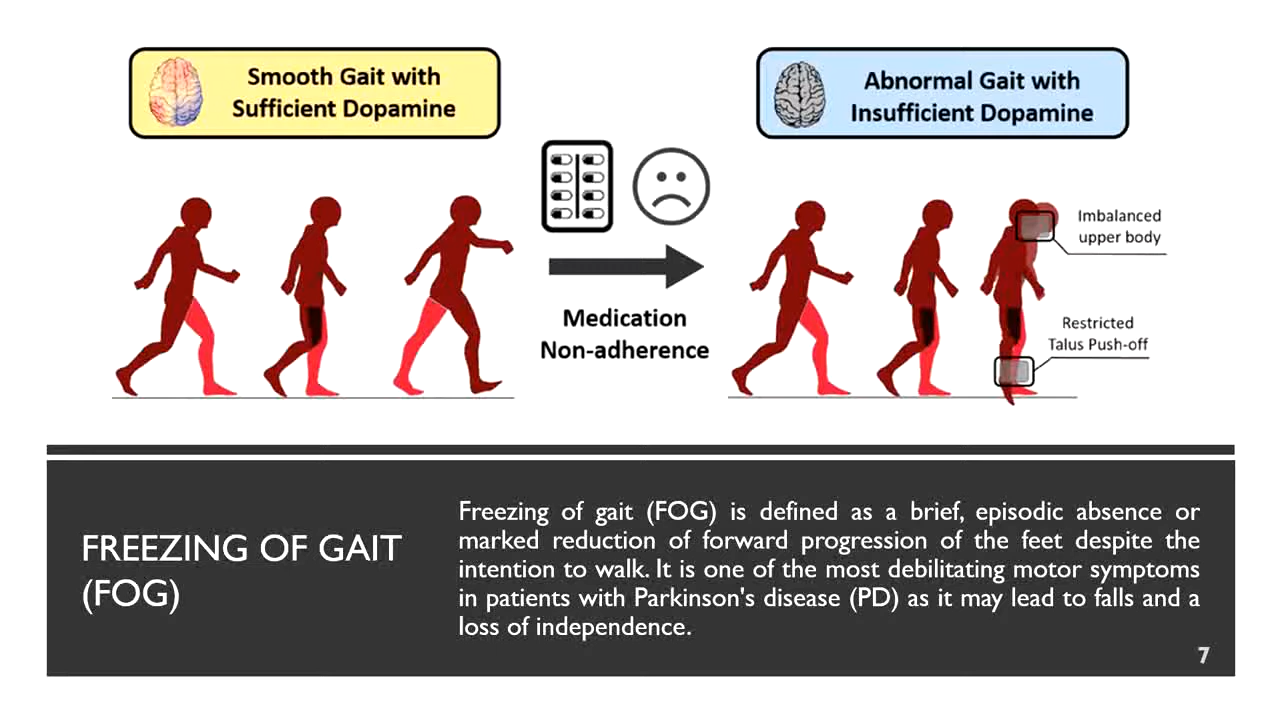 Smooth Gait with
Sufficient Dopamine
Abnormal Gait with
Insufficient Dopamine
Medication
Non-adherence
Imbalanced
upper body
Restricted
Talus Push-off
FREEZING OF GAIT
(FOG)
Freezing of gait (FOG) is defined as a brief, episodic absence or
marked reduction of forward progression of the feet despite the
intention to walk. It is one of the most debilitating motor symptoms
in patients with Parkinson's disease (PD) as it may lead to falls and a
loss of independence.
7